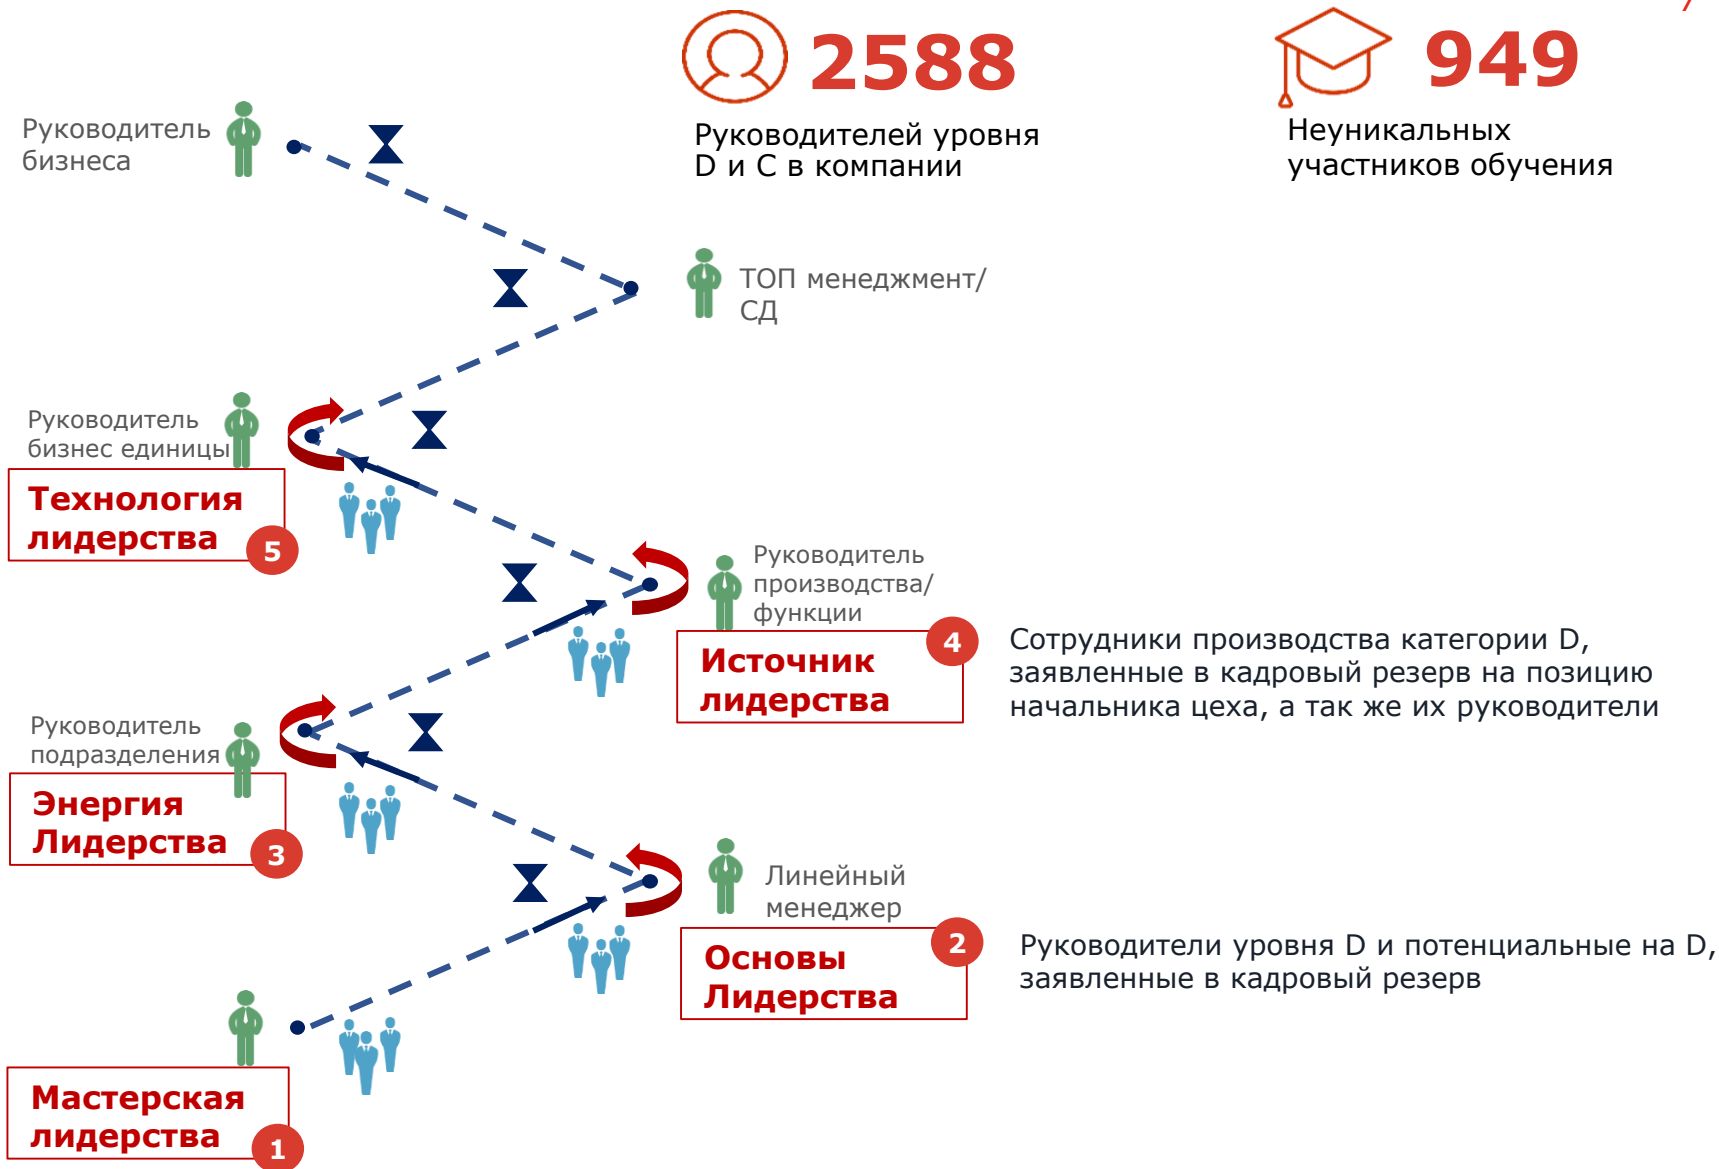 2588
949
Руководителей уровня
D и C в компании
Неуникальных
участников обучения
Руководитель
бизнеса
ТОП менеджмент/
СД
Руководитель
бизнес единицы
Технология
лидерства
5
Руководитель
производства/
функции
Источник
лидерства
4
Сотрудники производства категории D,
заявленные в кадровый резерв на позицию
начальника цеха, а так же их руководители
Руководитель
подразделения
Энергия
Лидерства
3
Линейный
менеджер
Основы
Лидерства
2
Руководители уровня D и потенциальные на D,
заявленные в кадровый резерв
Мастерская
лидерства
1